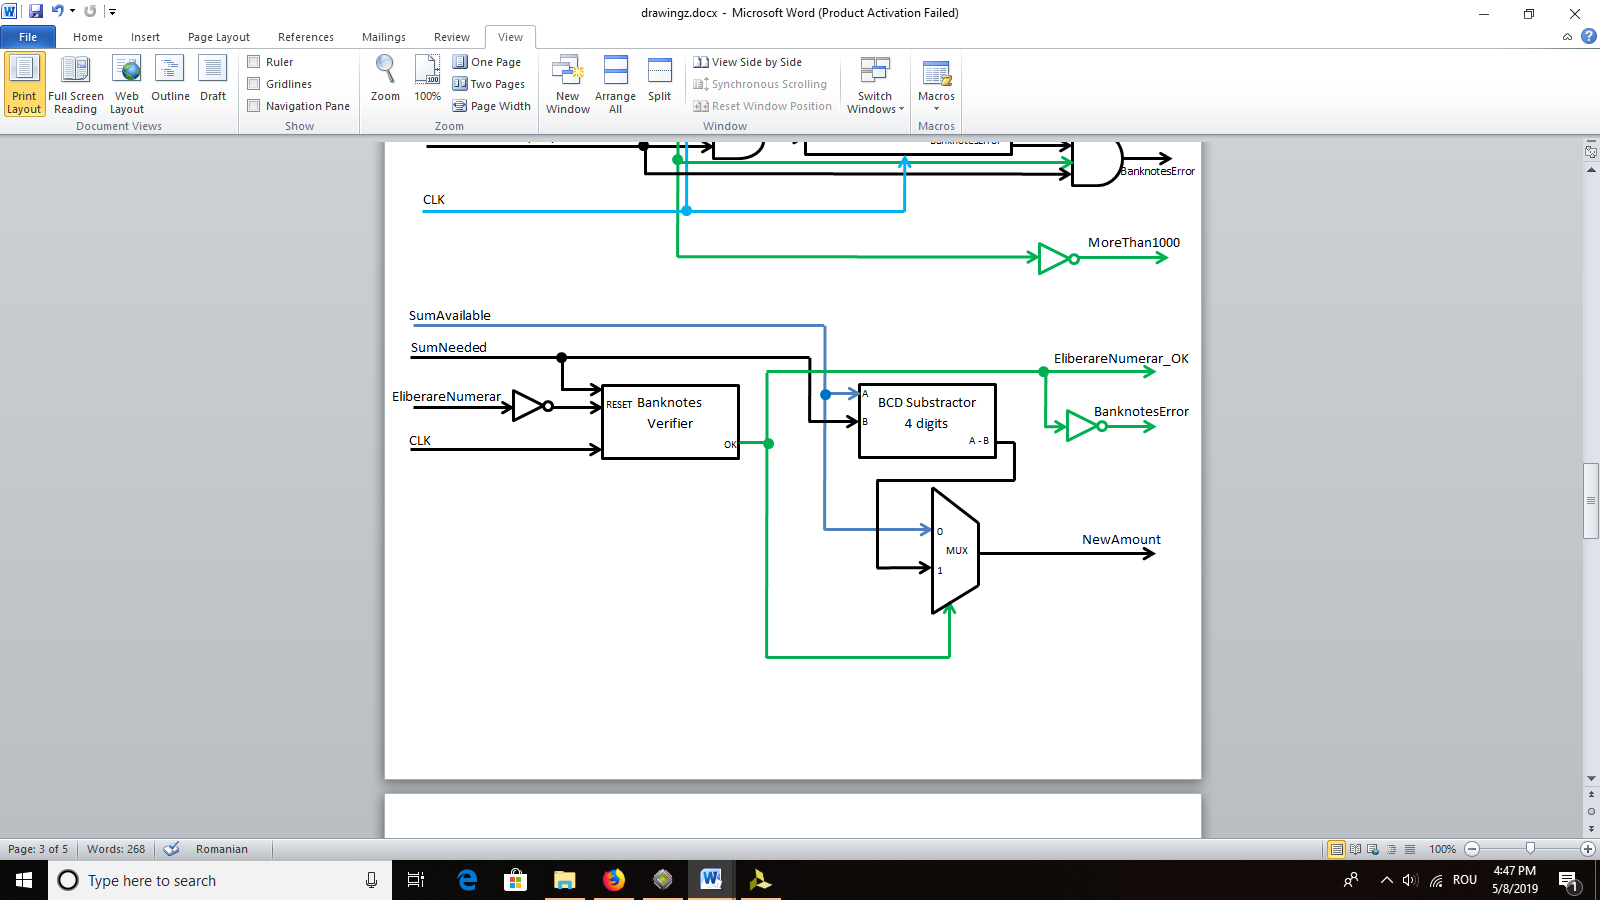 drawingz.docx - Microsoft Word (Product Activation Failed)
File Home Insert Page Layout References Mailings Review View
Print Layout
Full Screen Reading
Web Layout
Outline
Draft
Document Views
Ruler
Gridlines
Navigation Pane
Show
Zoom
100%
One Page
Two Pages
Page Width
Zoom
New Window
Arrange All
Split
View Side by Side
Synchronous Scrolling
Reset Window Position
Window
Switch Windows
Macros
Macros
BanknotesError
BanknotesError
CLK
MoreThan1000
SumAvailable
SumNeeded
EliberareNumerar_OK
EliberareNumerar
RESET Banknotes
Verifier
OK
A BCD Substractor
4 digits
B
A - B
BanknotesError
CLK
0
MUX
1
NewAmount
Page: 3 of 5 Words: 268 Romanian 100%
Type here to search
ROU
4:47 PM
5/8/2019
1